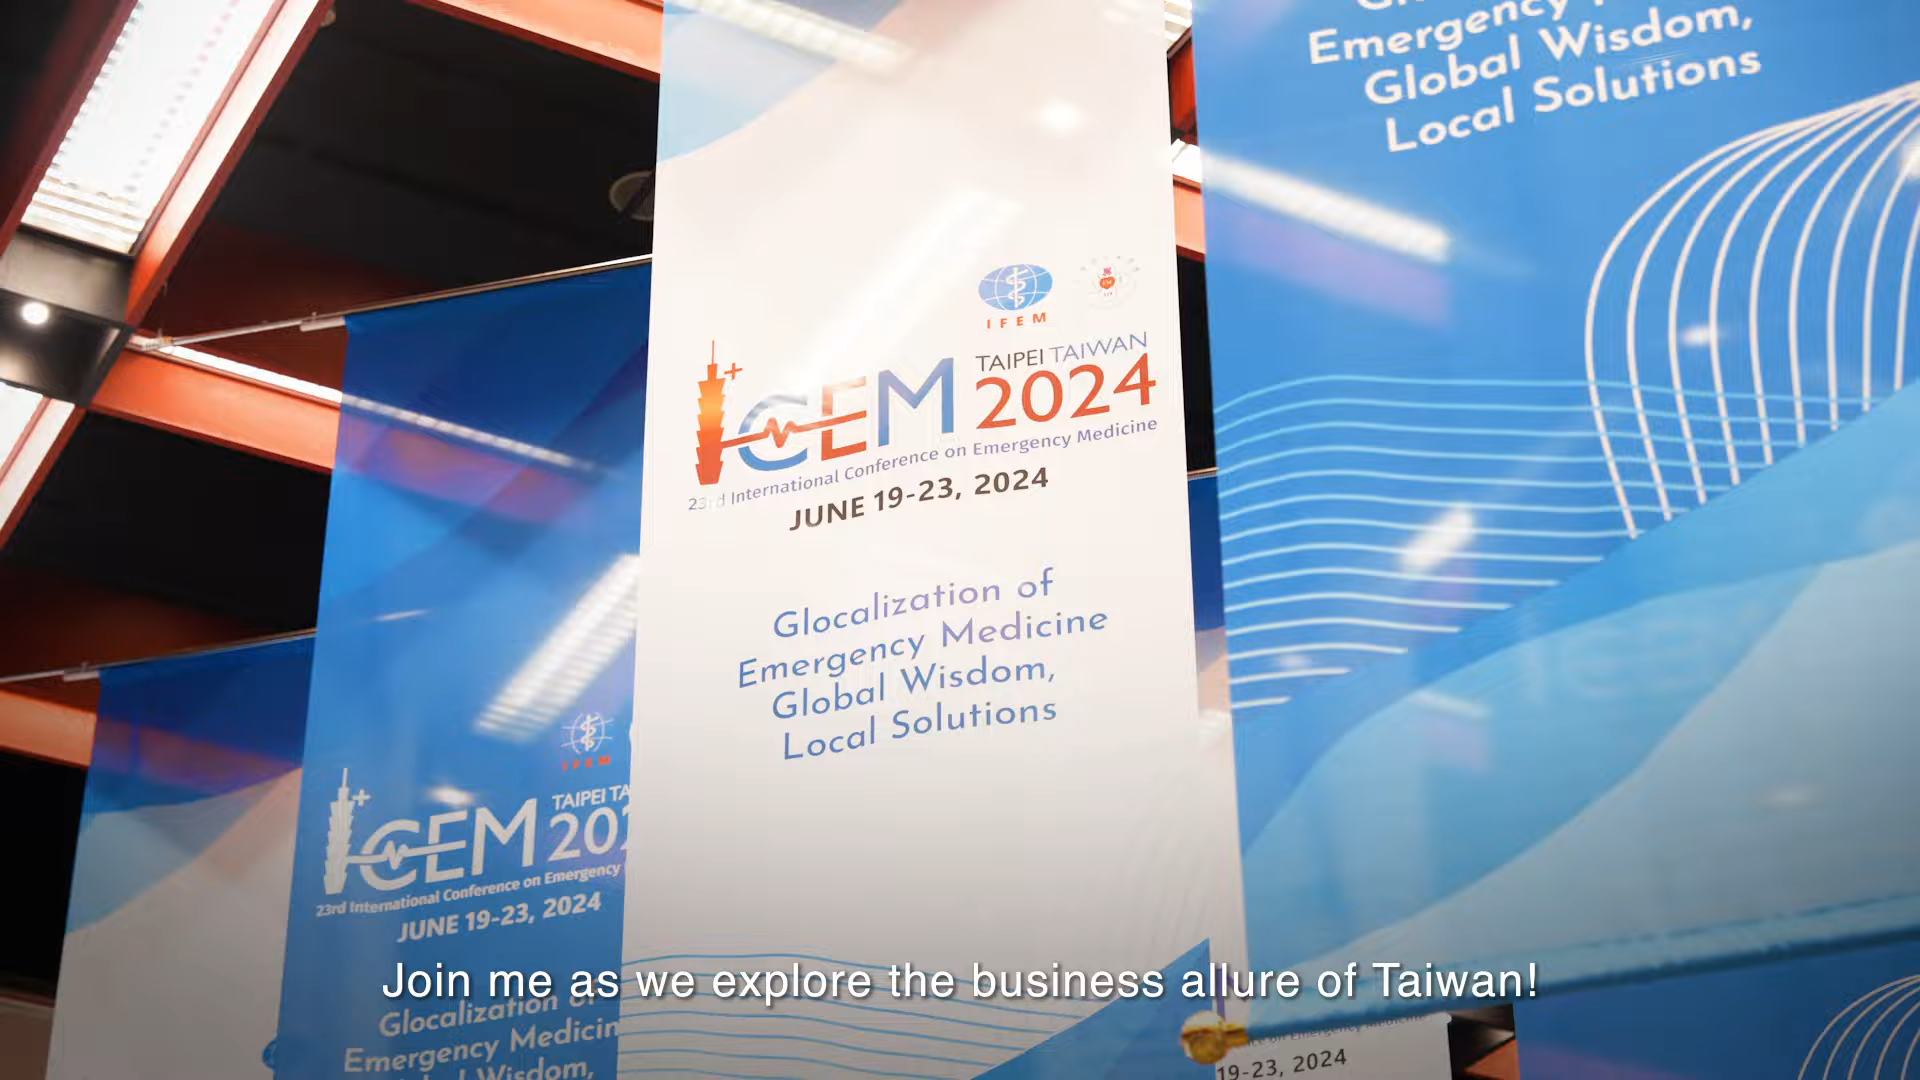 Emergency
Global Wisdom,
Local Solutions
IFEM
TAIPEI TAIWAN
ICEM 2024
23rd International Conference on Emergency Medicine
JUNE 19-23, 2024
Glocalization of
Emergency Medicine
Global Wisdom,
Local Solutions
IFEM
TAIPEI TA
ICEM 202
23rd International Conference on Emergency
JUNE 19-23, 2024
Glocalization of
Emergency Medicin
Wisdom,
19-23, 2024
Join me as we explore the business allure of Taiwan!